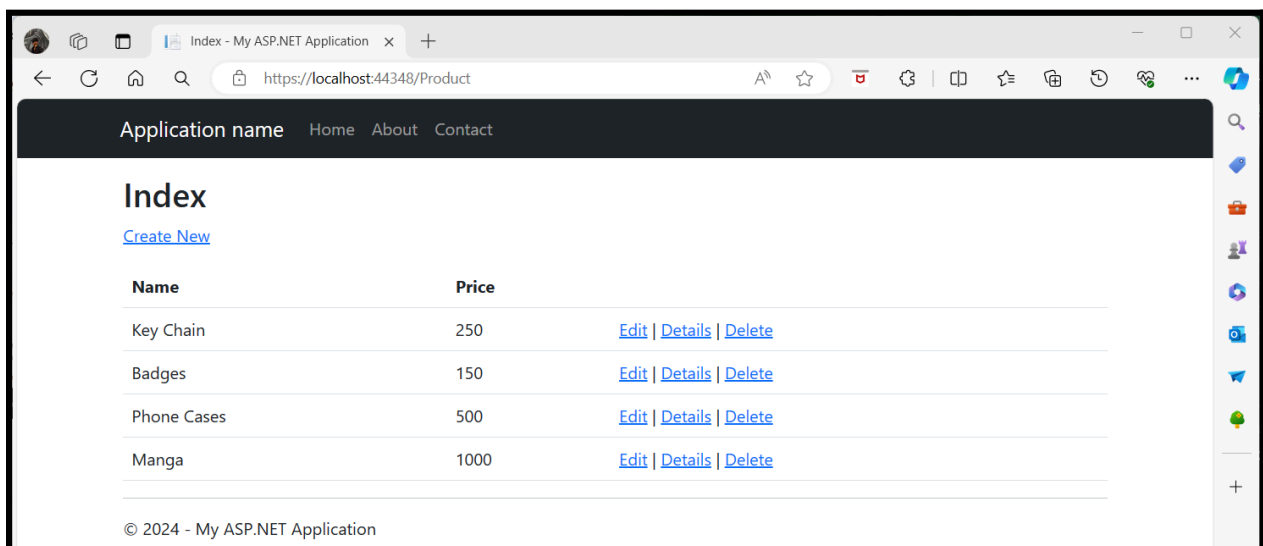 Index - My ASP.NET Application
https://localhost:44348/Product
Application name Home About Contact
Index
Create New
Name Price
Key Chain 250 Edit | Details | Delete
Badges 150 Edit | Details | Delete
Phone Cases 500 Edit | Details | Delete
Manga 1000 Edit | Details | Delete
© 2024 - My ASP.NET Application